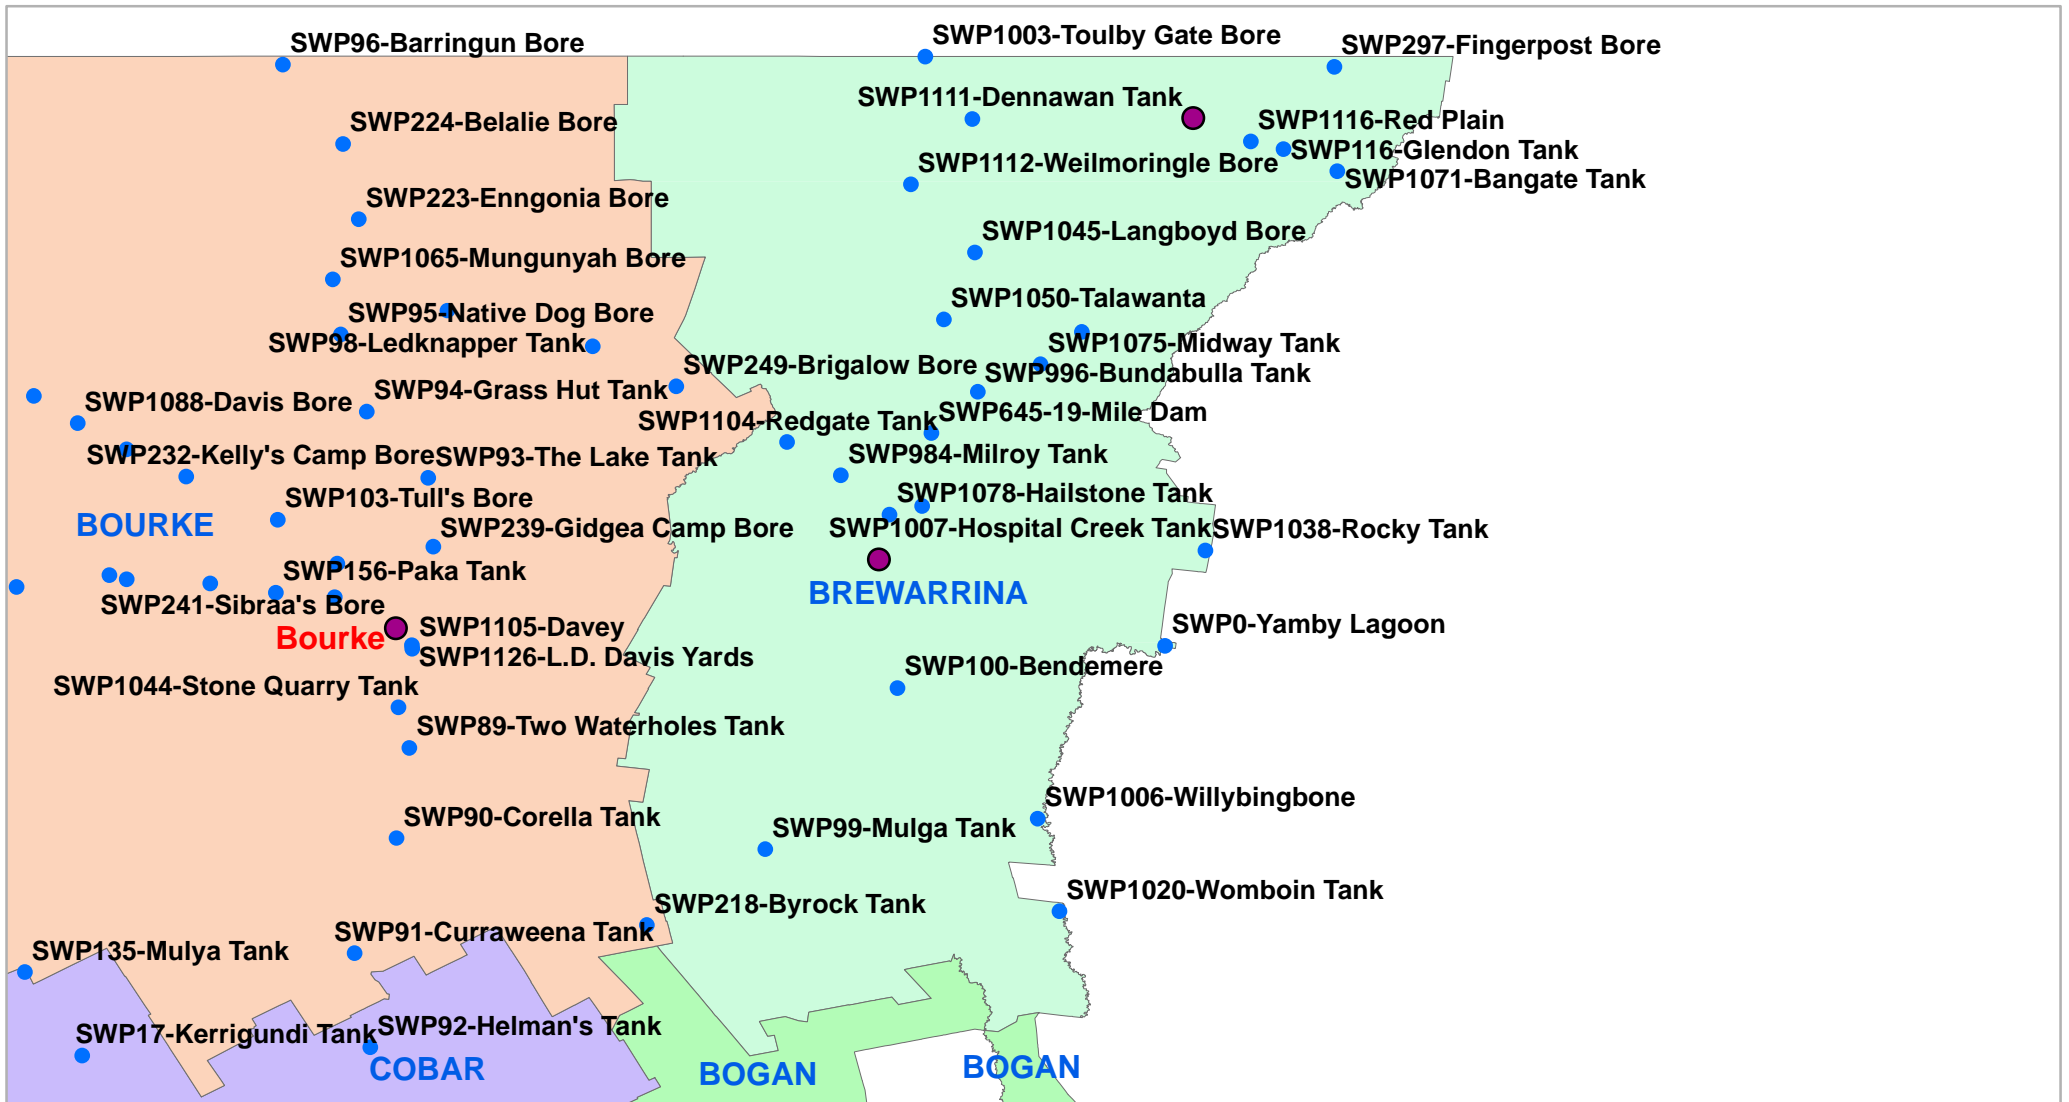 SWP1003-Toulby Gate Bore
SWP96-Barringun Bore
SWP297-Fingerpost Bore
SWP1111-Dennawan Tank
SWP224-Belalie Bore
SWP1116-Red Plain
SWP116-Glendon Tank
SWP1112-Weilmoringle Bore
SWP1071-Bangate Tank
SWP223-Enngonia Bore
SWP1045-Langboyd Bore
SWP1065-Mungunyah Bore
SWP1050-Talawanta
SWP95-Native Dog Bore
SWP98-Ledknapper Tank
SWP1075-Midway Tank
SWP249-Brigalow Bore
SWP996-Bundabulla Tank
SWP94-Grass Hut Tank
SWP1088-Davis Bore
SWP645-19-Mile Dam
SWP1104-Redgate Tank
SWP232-Kelly's Camp Bore
SWP93-The Lake Tank
SWP984-Milroy Tank
SWP1078-Hailstone Tank
SWP103-Tull's Bore
BOURKE
SWP239-Gidgea Camp Bore
SWP1007-Hospital Creek Tank
SWP1038-Rocky Tank
SWP156-Paka Tank
BREWARRINA
SWP241-Sibraa's Bore
SWP0-Yamby Lagoon
SWP1105-Davey
Bourke
SWP1126-L.D. Davis Yards
SWP100-Bendemere
SWP1044-Stone Quarry Tank
SWP89-Two Waterholes Tank
SWP1006-Willybingbone
SWP90-Corella Tank
SWP99-Mulga Tank
SWP1020-Womboin Tank
SWP218-Byrock Tank
SWP91-Curraweena Tank
SWP135-Mulya Tank
SWP92-Helman's Tank
SWP17-Kerrigundi Tank
COBAR
BOGAN
BOGAN